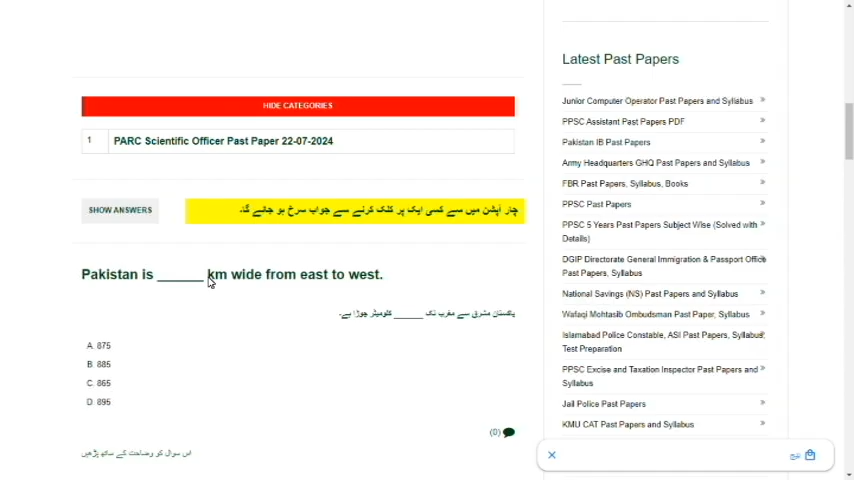 HIDE CATEGORIES
1 PARC Scientific Officer Past Paper 22-07-2024
SHOW ANSWERS
چار آپشن میں سے کسی ایک پر کلک کرنے سے جواب سرخ ہو جائے گا۔
Pakistan is ______ km wide from east to west.
پاکستان مشرق سے مغرب تک ______ کلومیٹر چوڑا ہے۔
A. 875
B. 885
C. 865
D. 895
(0)
اس سوال کو وضاحت کے ساتھ پڑھیں
Latest Past Papers
Junior Computer Operator Past Papers and Syllabus
PPSC Assistant Past Papers PDF
Pakistan IB Past Papers
Army Headquarters GHQ Past Papers and Syllabus
FBR Past Papers, Syllabus, Books
PPSC Past Papers
PPSC 5 Years Past Papers Subject Wise (Solved with
Details)
DGIP Directorate General Immigration & Passport Office
Past Papers, Syllabus
National Savings (NS) Past Papers and Syllabus
Wafaqi Mohtasib Ombudsman Past Paper, Syllabus
Islamabad Police Constable, ASI Past Papers, Syllabus,
Test Preparation
PPSC Excise and Taxation Inspector Past Papers and
Syllabus
Jail Police Past Papers
KMU CAT Past Papers and Syllabus